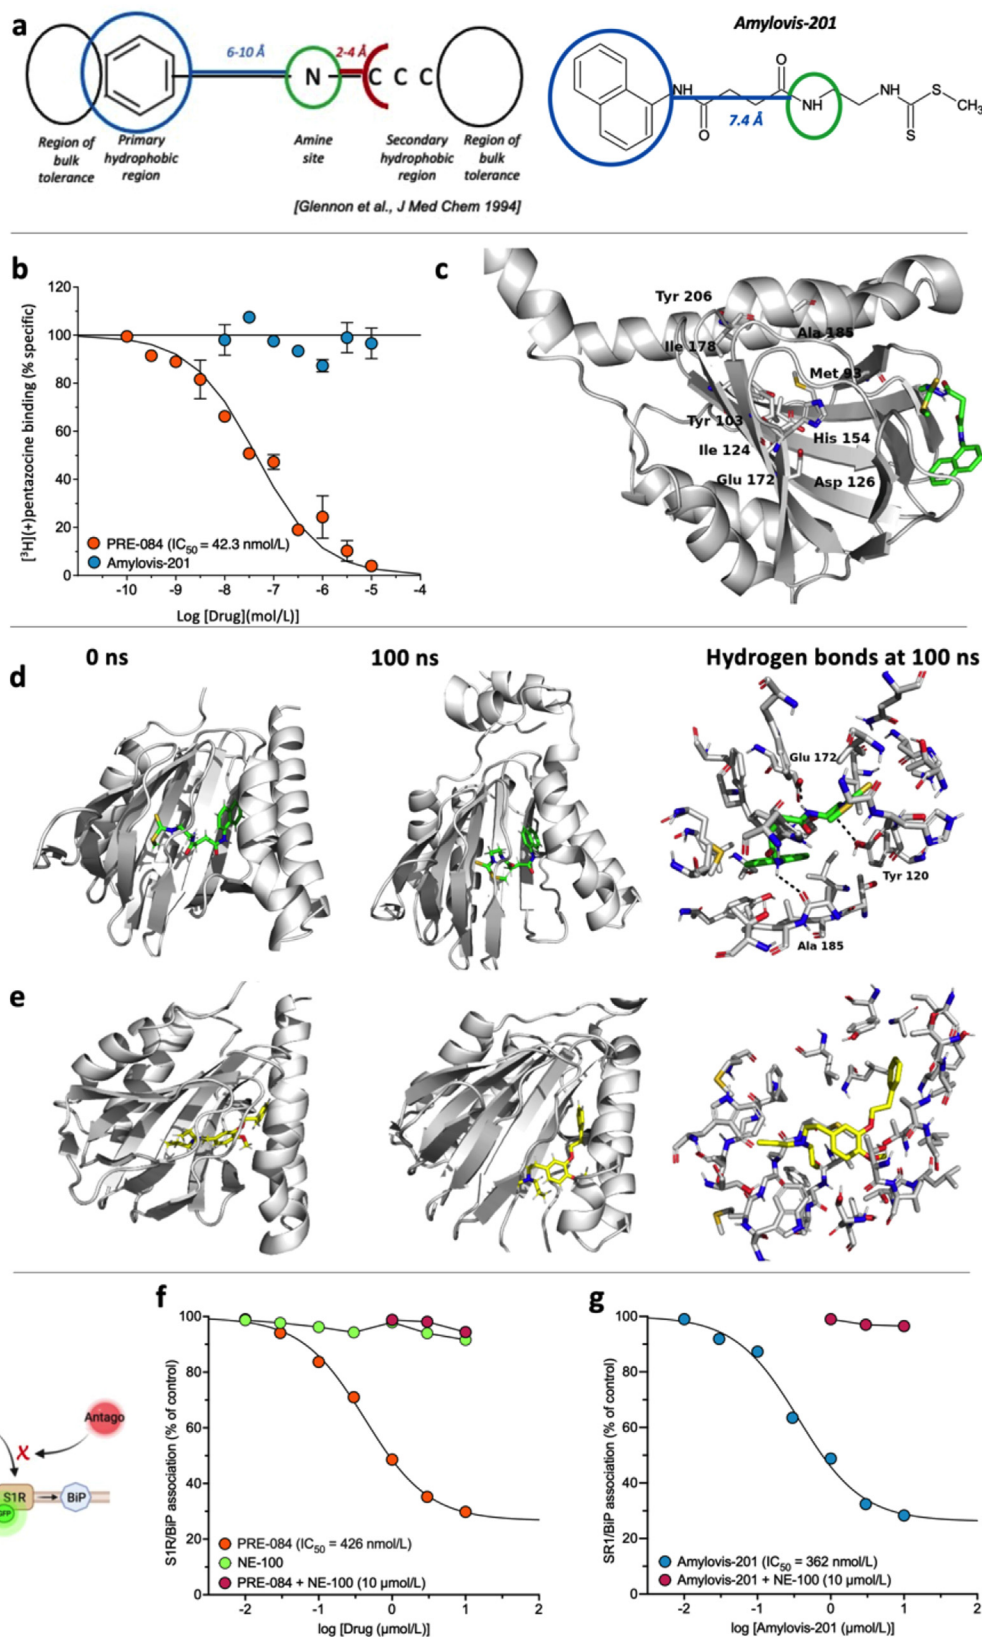 a
6-10 Å
2-4 Å
N
C C C
Region of
bulk
tolerance
Primary
hydrophobic
region
Amine
site
Secondary
hydrophobic
region
Region of
bulk
tolerance
[Glennon et al., J Med Chem 1994]
Amylovis-201
NH
O
O
7.4 Å
NH
NH
S
S
CH3
b
[³H](+)pentazocine binding (% specific)
120
100
80
60
40
20
0
PRE-084 (IC50 = 42.3 nmol/L)
Amylovis-201
-10 -9 -8 -7 -6 -5 -4
Log [Drug](mol/L)]
c
Tyr 206
Ala 185
Ile 178
Met 93
Tyr 103
His 154
Ile 124
Glu 172
Asp 126
0 ns
100 ns
Hydrogen bonds at 100 ns
d
Glu 172
Tyr 120
Ala 185
e
Antago
X
S1R
BiP
GFP
f
S1R/BiP association (% of control)
100
80
60
40
20
0
PRE-084 (IC50 = 426 nmol/L)
NE-100
PRE-084 + NE-100 (10 µmol/L)
-2 -1 0 1 2
log [Drug (µmol/L)]
g
SR1/BiP association (% of control)
100
80
60
40
20
0
Amylovis-201 (IC50 = 362 nmol/L)
Amylovis-201 + NE-100 (10 µmol/L)
-2 -1 0 1 2
log [Amylovis-201 (µmol/L)]